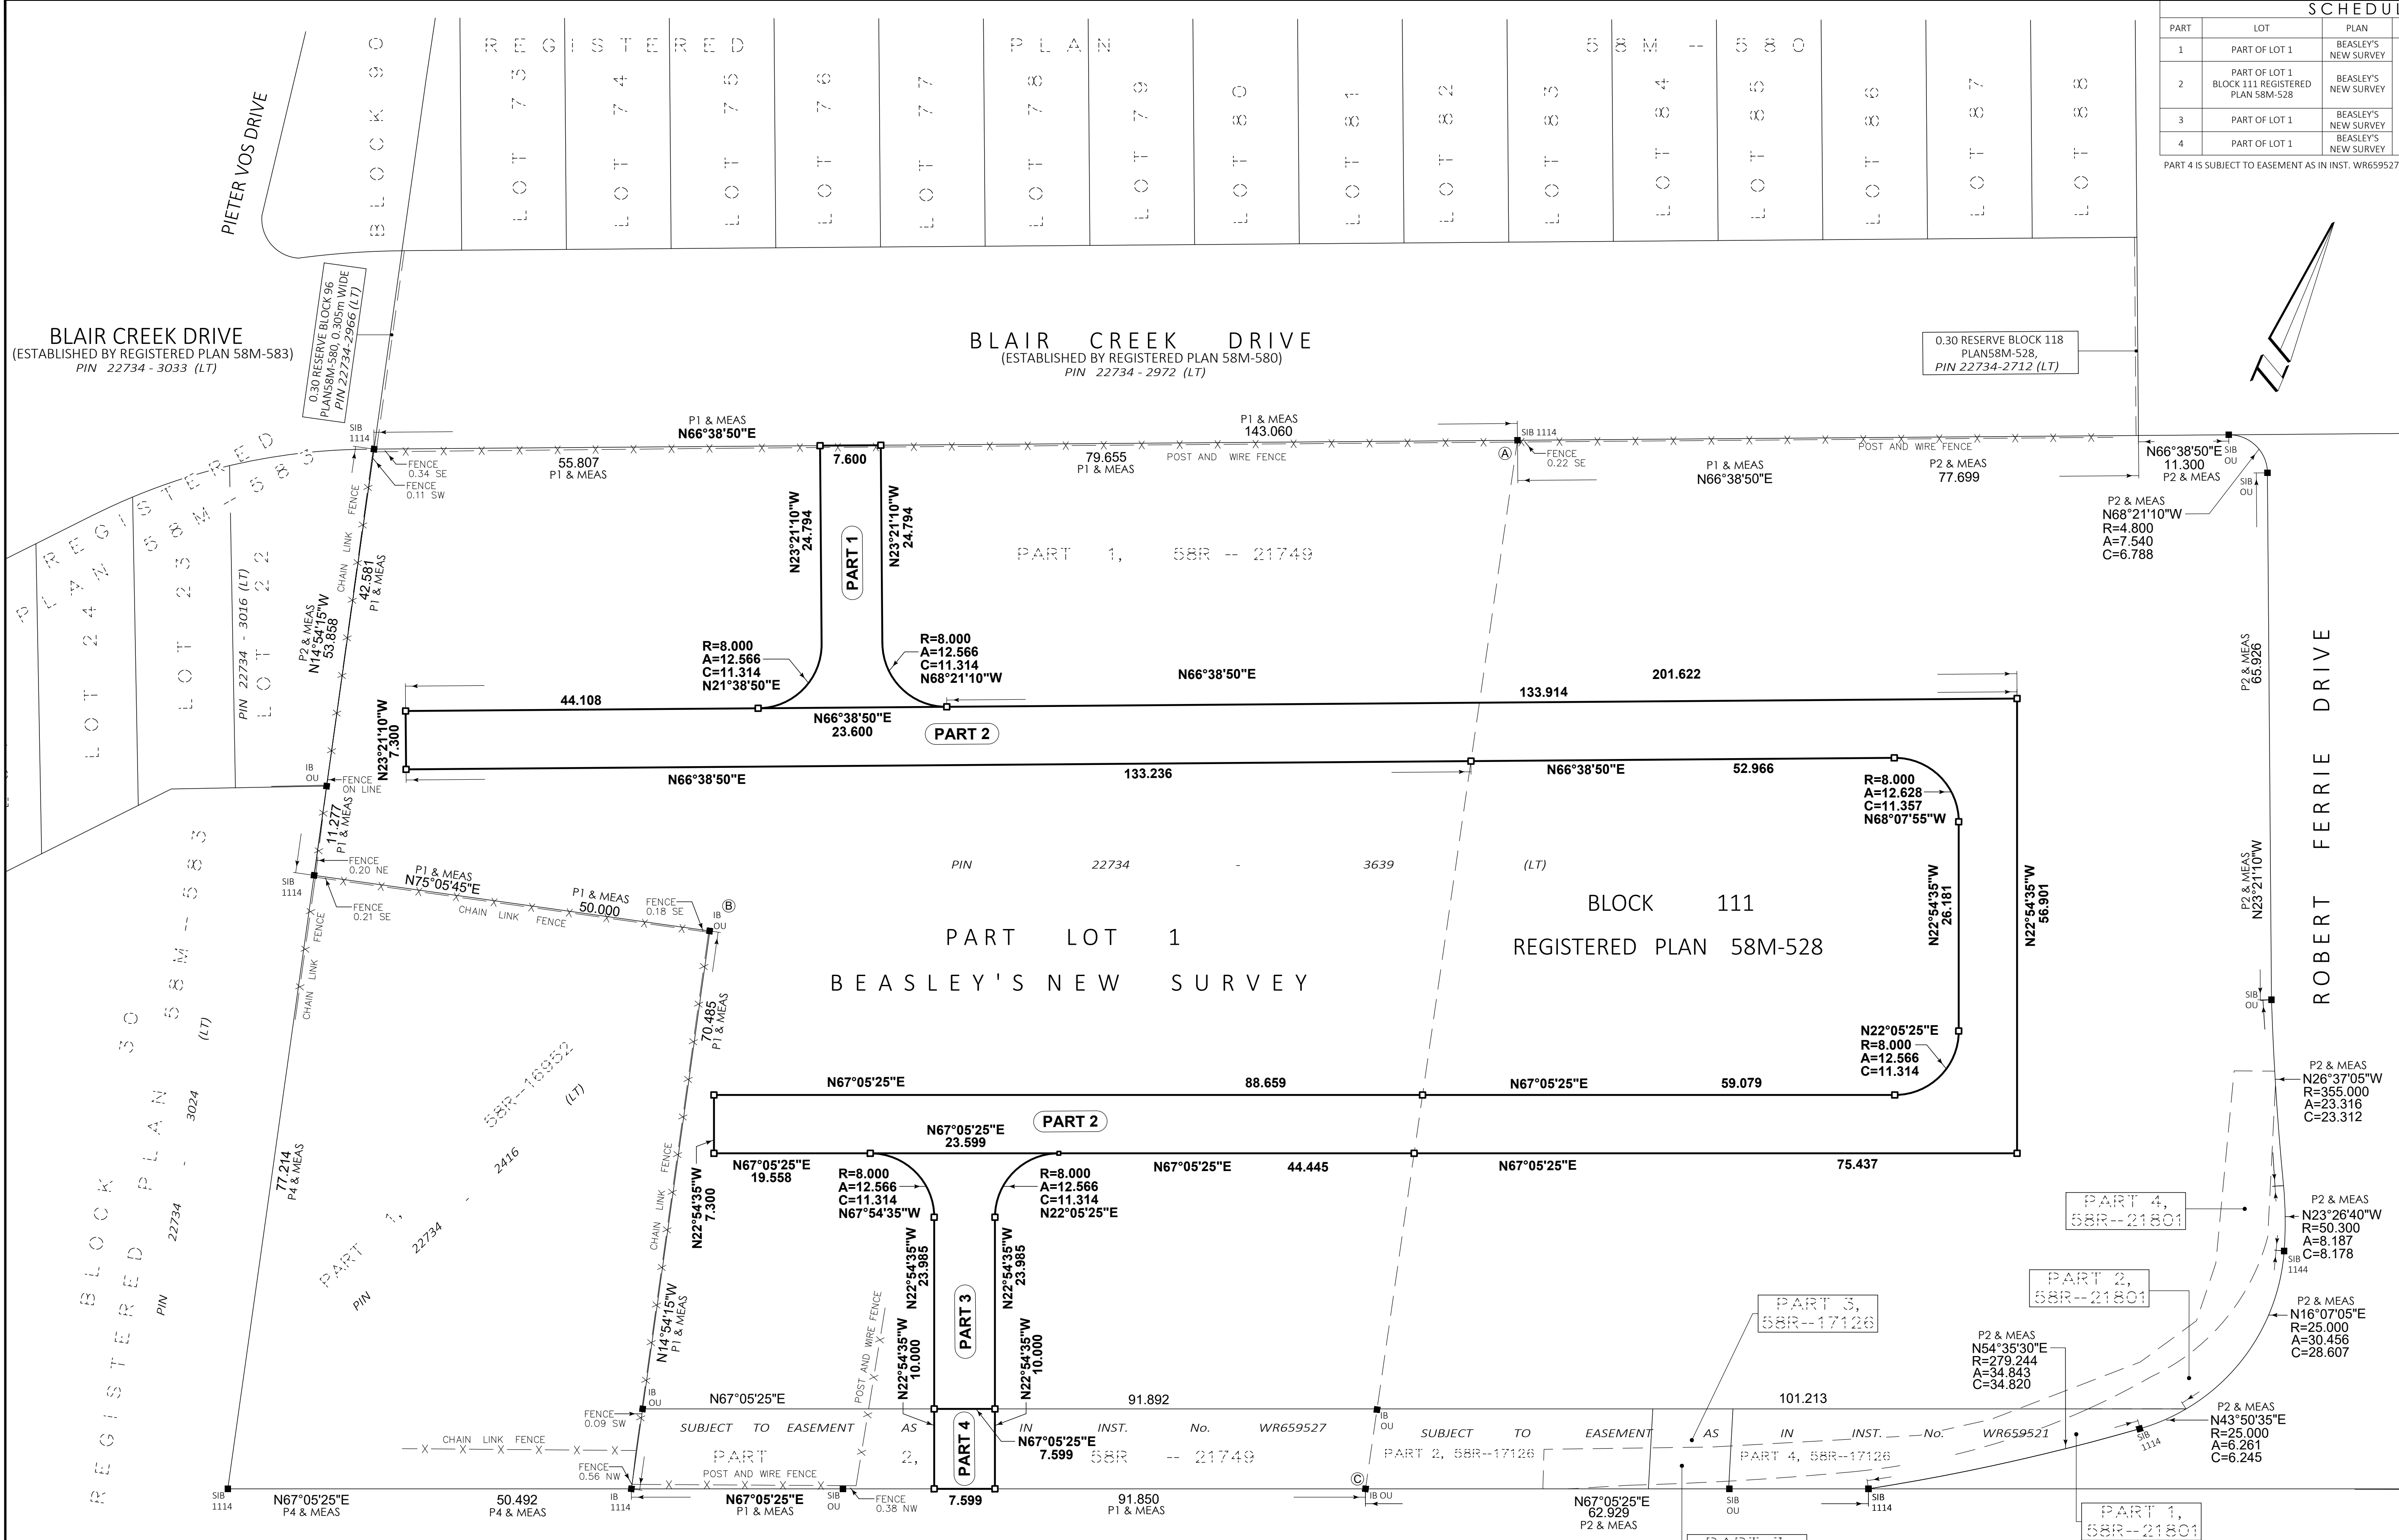 SCHEDUL
PART LOT PLAN
1 PART OF LOT 1 BEASLEY'S
NEW SURVEY
2 PART OF LOT 1
BLOCK 111 REGISTERED
PLAN 58M-528
BEASLEY'S
NEW SURVEY
3 PART OF LOT 1 BEASLEY'S
NEW SURVEY
4 PART OF LOT 1 BEASLEY'S
NEW SURVEY
PART 4 IS SUBJECT TO EASEMENT AS IN INST. WR659527
REGISTERED PLAN 58M--580
PIETER VOS DRIVE
BLOCK 90
LOT 73
LOT 74
LOT 75
LOT 76
LOT 77
LOT 78
LOT 79
LOT 80
LOT 81
LOT 82
LOT 83
LOT 84
LOT 85
LOT 86
LOT 87
LOT 88
0.30 RESERVE BLOCK 96
PLAN58M-580, 0.305m WIDE
PIN 22734-2966 (LT)
BLAIR CREEK DRIVE
(ESTABLISHED BY REGISTERED PLAN 58M-583)
PIN 22734 - 3033 (LT)
BLAIR CREEK DRIVE
(ESTABLISHED BY REGISTERED PLAN 58M-580)
PIN 22734 - 2972 (LT)
0.30 RESERVE BLOCK 118
PLAN58M-528,
PIN 22734-2712 (LT)
SIB
1114
P1 & MEAS
N66°38'50"E
P1 & MEAS
143.060
SIB 1114
A
FENCE
0.34 SE
FENCE
0.11 SW
55.807
P1 & MEAS
7.600
79.655
P1 & MEAS
POST AND WIRE FENCE
FENCE
0.22 SE
P1 & MEAS
N66°38'50"E
POST AND WIRE FENCE
P2 & MEAS
77.699
N66°38'50"E
11.300
P2 & MEAS
SIB
OU
SIB
OU
P2 & MEAS
N68°21'10"W
R=4.800
A=7.540
C=6.788
REGISTERED
PLAN 58M--583
LOT 24
LOT 23
PIN 22734 - 3016 (LT)
LOT 22
P2 & MEAS
N14°54'15"W
53.858
CHAIN LINK FENCE
42.581
P1 & MEAS
N23°21'10"W
24.794
PART 1
N23°21'10"W
24.794
PART 1, 58R -- 21749
R=8.000
A=12.566
C=11.314
N21°38'50"E
R=8.000
A=12.566
C=11.314
N68°21'10"W
N66°38'50"E
201.622
44.108
133.914
N66°38'50"E
23.600
PART 2
N23°21'10"W
7.300
N66°38'50"E
133.236
N66°38'50"E
52.966
R=8.000
A=12.628
C=11.357
N68°07'55"W
P2 & MEAS
65.926
P2 & MEAS
N23°21'10"W
ROBERT FERRIE DRIVE
IB
OU
FENCE
ON LINE
11.277
P1 & MEAS
FENCE
0.20 NE
SIB
1114
FENCE
0.21 SE
P1 & MEAS
N75°05'45"E
CHAIN LINK FENCE
P1 & MEAS
50.000
FENCE
0.18 SE
IB
OU
B
PIN 22734 - 3639 (LT)
BLOCK 111
REGISTERED PLAN 58M-528
PART LOT 1
BEASLEY'S NEW SURVEY
N22°54'35"W
26.181
N22°54'35"W
56.901
CHAIN LINK FENCE
BLOCK 30
REGISTERED PLAN 58M--583
PIN 22734 - 3024 (LT)
77.214
P4 & MEAS
PART 1, 58R--16952
PIN 22734 - 2416 (LT)
70.485
P1 & MEAS
CHAIN LINK FENCE
N14°54'15"W
P1 & MEAS
SIB
OU
N22°05'25"E
R=8.000
A=12.566
C=11.314
N67°05'25"E
88.659
N67°05'25"E
59.079
PART 2
N67°05'25"E
23.599
N22°54'35"W
7.300
N67°05'25"E
19.558
R=8.000
A=12.566
C=11.314
N67°54'35"W
R=8.000
A=12.566
C=11.314
N22°05'25"E
N67°05'25"E
44.445
N67°05'25"E
75.437
P2 & MEAS
N26°37'05"W
R=355.000
A=23.316
C=23.312
PART 4,
58R--21801
P2 & MEAS
N23°26'40"W
R=50.300
A=8.187
C=8.178
SIB
1144
PART 2,
58R--21801
P2 & MEAS
N16°07'05"E
R=25.000
A=30.456
C=28.607
PART 3,
58R--17126
P2 & MEAS
N54°35'30"E
R=279.244
A=34.843
C=34.820
N22°54'35"W
23.985
PART 3
N22°54'35"W
23.985
POST AND WIRE FENCE
N22°54'35"W
10.000
N22°54'35"W
10.000
IB
OU
N67°05'25"E
91.892
101.213
FENCE
0.09 SW
SUBJECT TO EASEMENT AS IN INST. No. WR659527
IB
OU
SUBJECT TO EASEMENT AS IN INST. No. WR659521
P2 & MEAS
N43°50'35"E
R=25.000
A=6.261
C=6.245
SIB
1114
CHAIN LINK FENCE
PART 2, 58R -- 21749
PART 4
N67°05'25"E
7.599
PART 2, 58R--17126
PART 4, 58R--17126
FENCE
0.56 NW
POST AND WIRE FENCE
C
SIB
1114
N67°05'25"E
P4 & MEAS
50.492
P4 & MEAS
IB
1114
N67°05'25"E
P1 & MEAS
SIB
OU
FENCE
0.38 NW
7.599
91.850
P1 & MEAS
IB OU
N67°05'25"E
62.929
P2 & MEAS
SIB
OU
SIB
1114
PART 1,
58R--21801